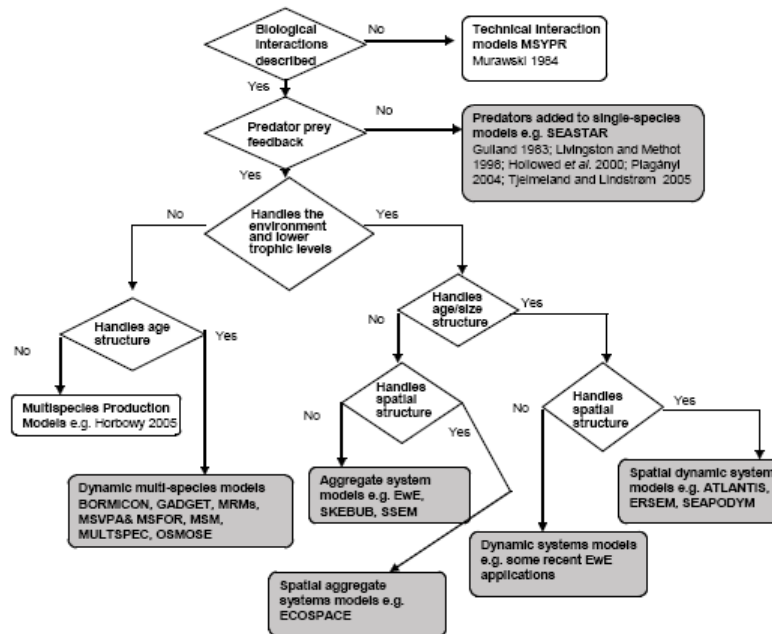 Biological
interactions
described
No
Technical interaction
models MSYPR
Murawski 1984
Yes
Predator prey
feedback
No
Predators added to single-species
models e.g. SEASTAR
Gulland 1983; Livingston and Methot
1998; Hollowed et al. 2000; Plagányi
2004; Tjelmeland and Lindstrøm 2005
Yes
No
Handles the
environment
and lower
trophic levels
Yes
Handles age
structure
No
Yes
Handles
age/size
structure
No
Yes
Multispecies Production
Models e.g. Horbowy 2005
Handles
spatial
structure
No
Yes
Handles
spatial
structure
No
Yes
Dynamic multi-species models
BORMICON, GADGET, MRMs,
MSVPA& MSFOR, MSM,
MULTSPEC, OSMOSE
Aggregate system
models e.g. EwE,
SKEBUB, SSEM
Spatial dynamic system
models e.g. ATLANTIS,
ERSEM, SEAPODYM
Dynamic systems models
e.g. some recent EwE
applications
Spatial aggregate
systems models e.g.
ECOSPACE